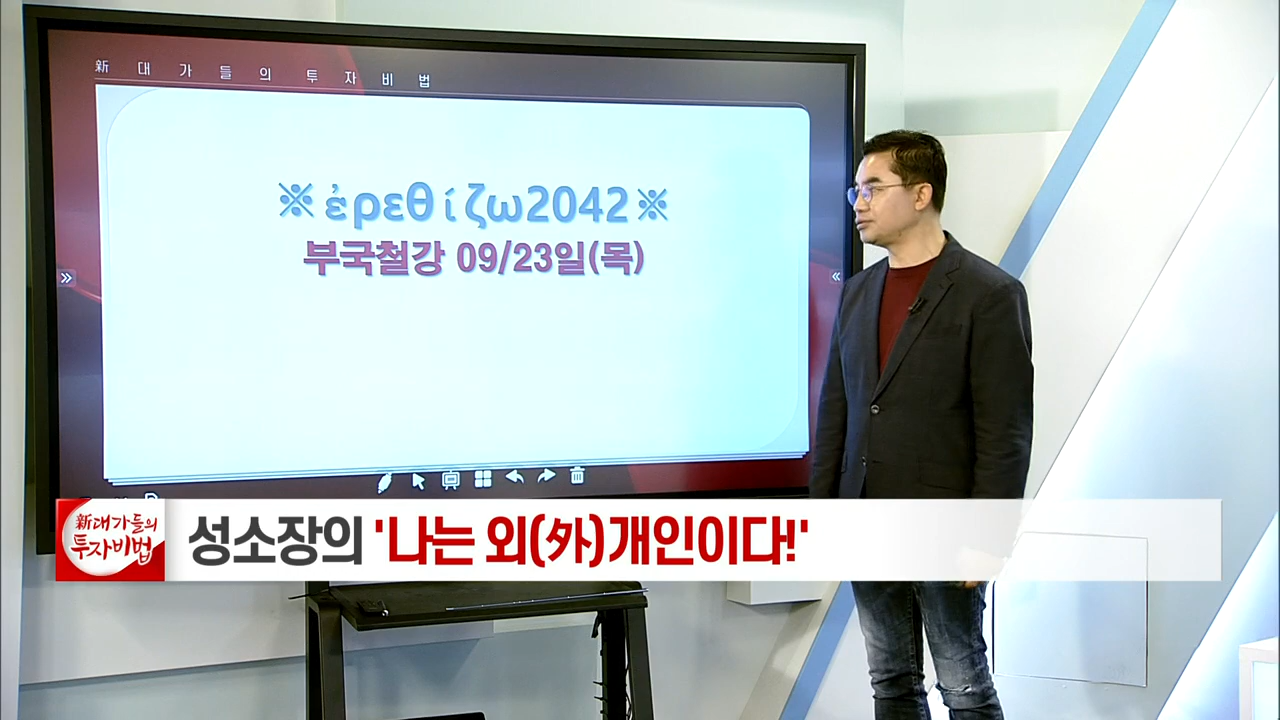 新 대 가 들 의 투 자 비 법
※ἐρεθίζω2042※
부국철강 09/23일(목)
新대가들의
투자비법
성소장의 '나는 외(外)개인이다!'